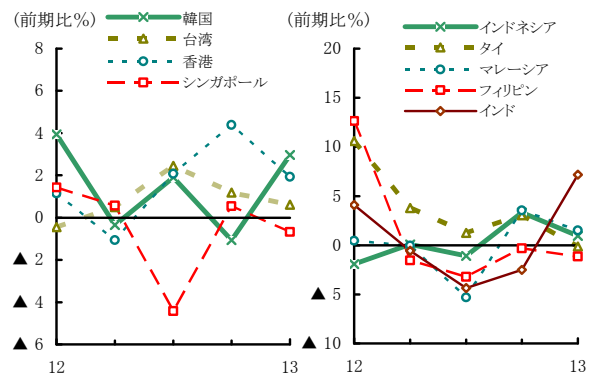 (前期比%)
韓国
台湾
香港
シンガポール
8
6
4
2
0
▲ 2
▲ 4
▲ 6
12
13
(前期比%)
インドネシア
タイ
マレーシア
フィリピン
インド
20
15
10
5
0
▲ 5
▲ 10
12
13